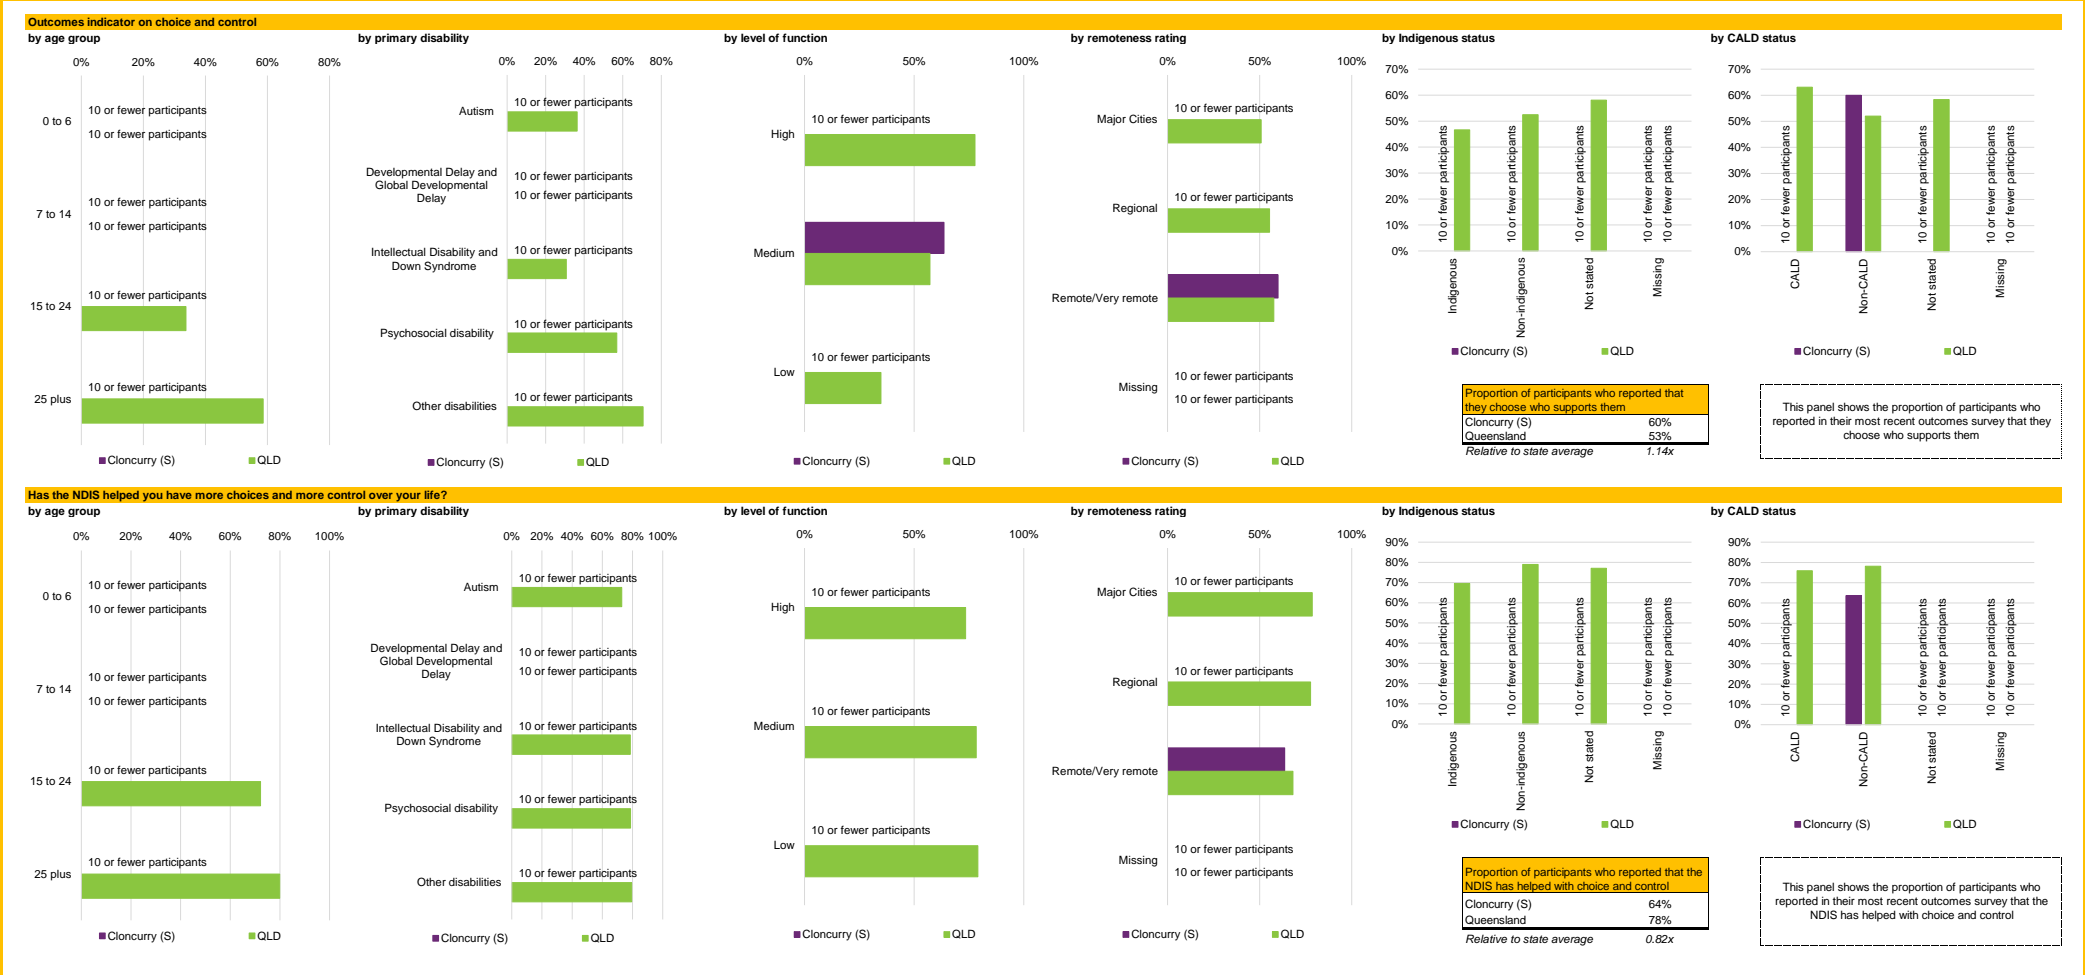 Outcomes indicator on choice and control
by age group
0% 20% 40% 60% 80%
0 to 6
10 or fewer participants
10 or fewer participants
7 to 14
10 or fewer participants
10 or fewer participants
15 to 24
10 or fewer participants
25 plus
10 or fewer participants
Cloncurry (S) QLD
by primary disability
0% 20% 40% 60% 80%
Autism
10 or fewer participants
Developmental Delay and
Global Developmental
Delay
10 or fewer participants
10 or fewer participants
Intellectual Disability and
Down Syndrome
10 or fewer participants
Psychosocial disability
10 or fewer participants
Other disabilities
10 or fewer participants
Cloncurry (S) QLD
by level of function
0% 50% 100%
High
10 or fewer participants
Medium
Low
10 or fewer participants
Cloncurry (S) QLD
by remoteness rating
0% 50% 100%
Major Cities
10 or fewer participants
Regional
10 or fewer participants
Remote/Very remote
Missing
10 or fewer participants
10 or fewer participants
Cloncurry (S) QLD
by Indigenous status
70%
60%
50%
40%
30%
20%
10%
0%
10 or fewer participants
10 or fewer participants
10 or fewer participants
10 or fewer participants
10 or fewer participants
Indigenous
Non-indigenous
Not stated
Missing
Cloncurry (S) QLD
by CALD status
70%
60%
50%
40%
30%
20%
10%
0%
10 or fewer participants
10 or fewer participants
10 or fewer participants
10 or fewer participants
CALD
Non-CALD
Not stated
Missing
Cloncurry (S) QLD
Proportion of participants who reported that
they choose who supports them
Cloncurry (S) 60%
Queensland 53%
Relative to state average 1.14x
This panel shows the proportion of participants who
reported in their most recent outcomes survey that they
choose who supports them
Has the NDIS helped you have more choices and more control over your life?
by age group
0% 20% 40% 60% 80% 100%
0 to 6
10 or fewer participants
10 or fewer participants
7 to 14
10 or fewer participants
10 or fewer participants
15 to 24
10 or fewer participants
25 plus
10 or fewer participants
Cloncurry (S) QLD
by primary disability
0% 20% 40% 60% 80% 100%
Autism
10 or fewer participants
Developmental Delay and
Global Developmental
Delay
10 or fewer participants
10 or fewer participants
Intellectual Disability and
Down Syndrome
10 or fewer participants
Psychosocial disability
10 or fewer participants
Other disabilities
10 or fewer participants
Cloncurry (S) QLD
by level of function
0% 50% 100%
High
10 or fewer participants
Medium
10 or fewer participants
Low
10 or fewer participants
Cloncurry (S) QLD
by remoteness rating
0% 50% 100%
Major Cities
10 or fewer participants
Regional
10 or fewer participants
Remote/Very remote
Missing
10 or fewer participants
10 or fewer participants
Cloncurry (S) QLD
by Indigenous status
90%
80%
70%
60%
50%
40%
30%
20%
10%
0%
10 or fewer participants
10 or fewer participants
10 or fewer participants
10 or fewer participants
10 or fewer participants
Indigenous
Non-indigenous
Not stated
Missing
Cloncurry (S) QLD
by CALD status
90%
80%
70%
60%
50%
40%
30%
20%
10%
0%
10 or fewer participants
10 or fewer participants
10 or fewer participants
10 or fewer participants
10 or fewer participants
CALD
Non-CALD
Not stated
Missing
Cloncurry (S) QLD
Proportion of participants who reported that the
NDIS has helped with choice and control
Cloncurry (S) 64%
Queensland 78%
Relative to state average 0.82x
This panel shows the proportion of participants who
reported in their most recent outcomes survey that the
NDIS has helped with choice and control